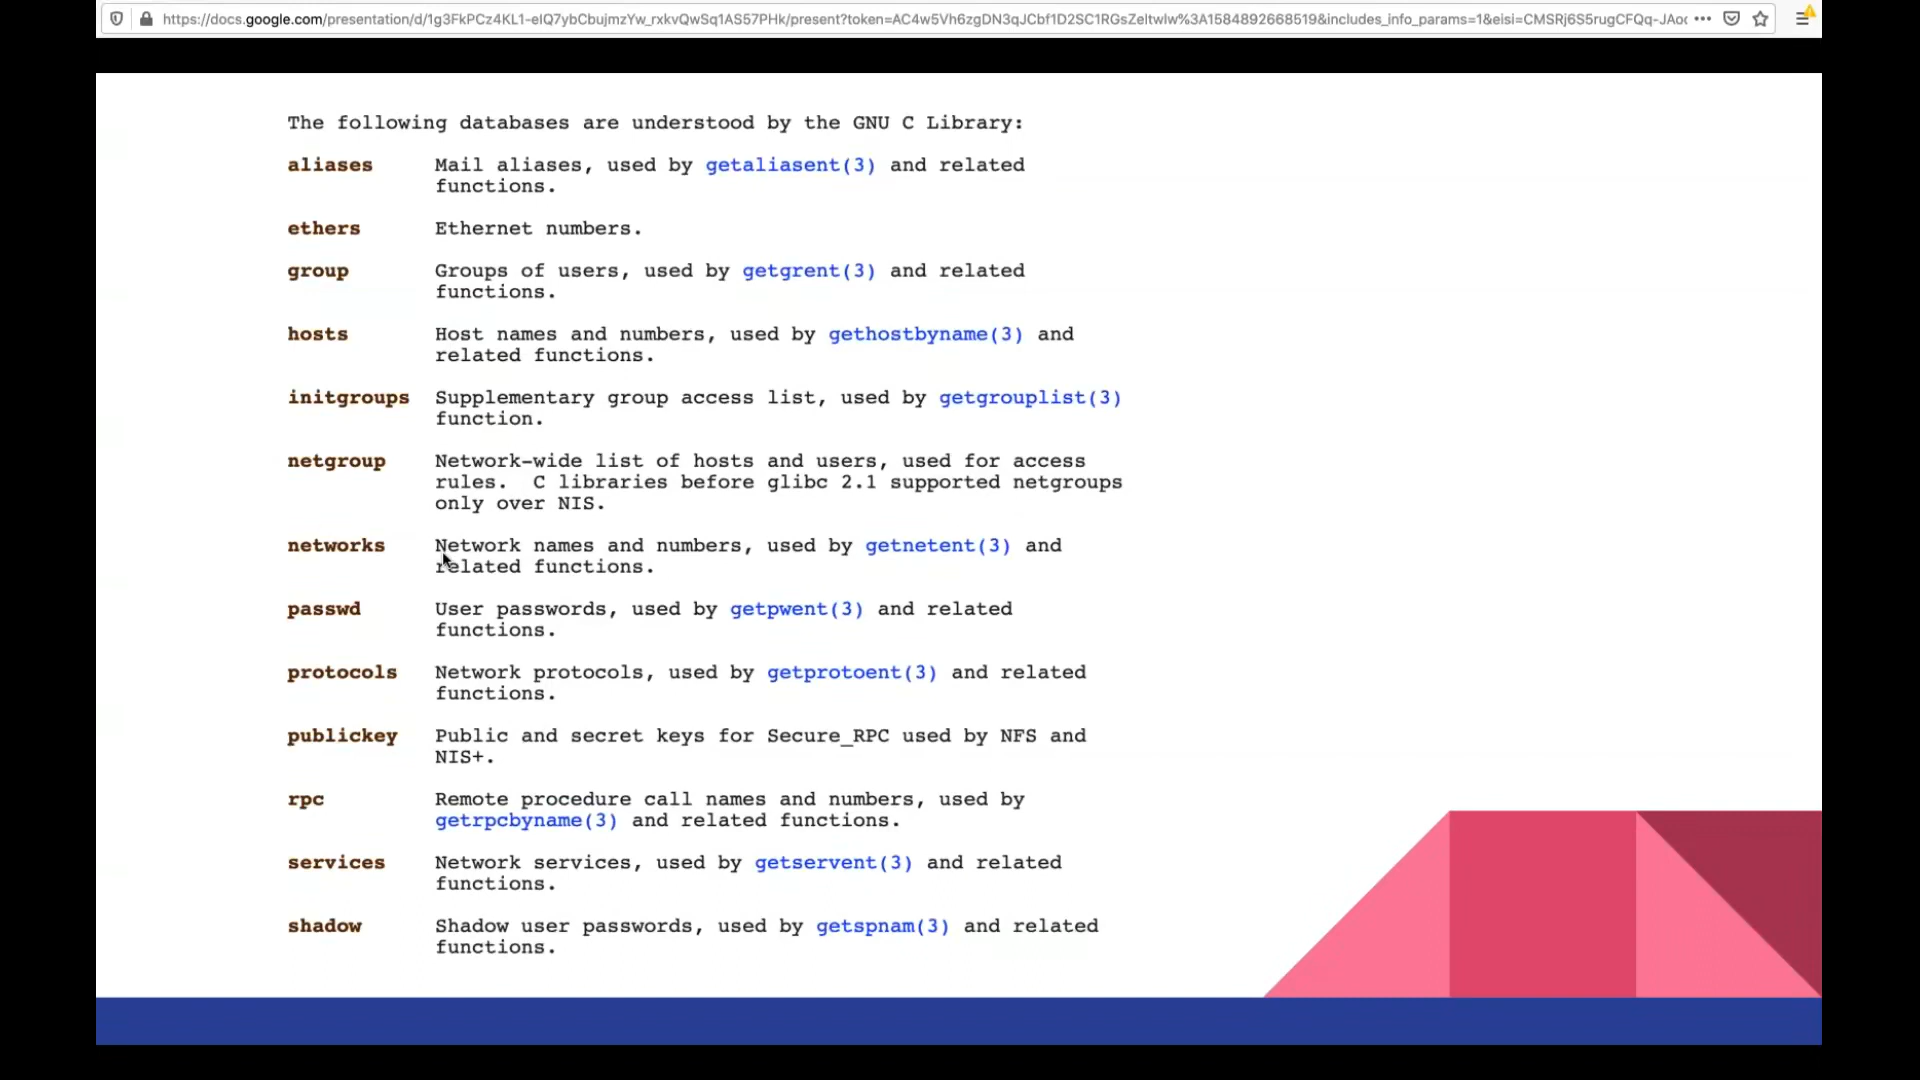 https://docs.google.com/presentation/d/1g3FkPCz4KL1-eIQ7ybCbujmzYw_rxkvQwSq1AS57PHk/present?token=AC4w5Vh6zgDN3qJCbf1D2SC1RGsZeltwlw%3A1584892668519&includes_info_params=1&eisi=CMSRj6S5rugCFQq-JAo
The following databases are understood by the GNU C Library:
aliases Mail aliases, used by getaliasent(3) and related
functions.
ethers Ethernet numbers.
group Groups of users, used by getgrent(3) and related
functions.
hosts Host names and numbers, used by gethostbyname(3) and
related functions.
initgroups Supplementary group access list, used by getgrouplist(3)
function.
netgroup Network-wide list of hosts and users, used for access
rules. C libraries before glibc 2.1 supported netgroups
only over NIS.
networks Network names and numbers, used by getnetent(3) and
related functions.
passwd User passwords, used by getpwent(3) and related
functions.
protocols Network protocols, used by getprotoent(3) and related
functions.
publickey Public and secret keys for Secure_RPC used by NFS and
NIS+.
rpc Remote procedure call names and numbers, used by
getrpcbyname(3) and related functions.
services Network services, used by getservent(3) and related
functions.
shadow Shadow user passwords, used by getspnam(3) and related
functions.